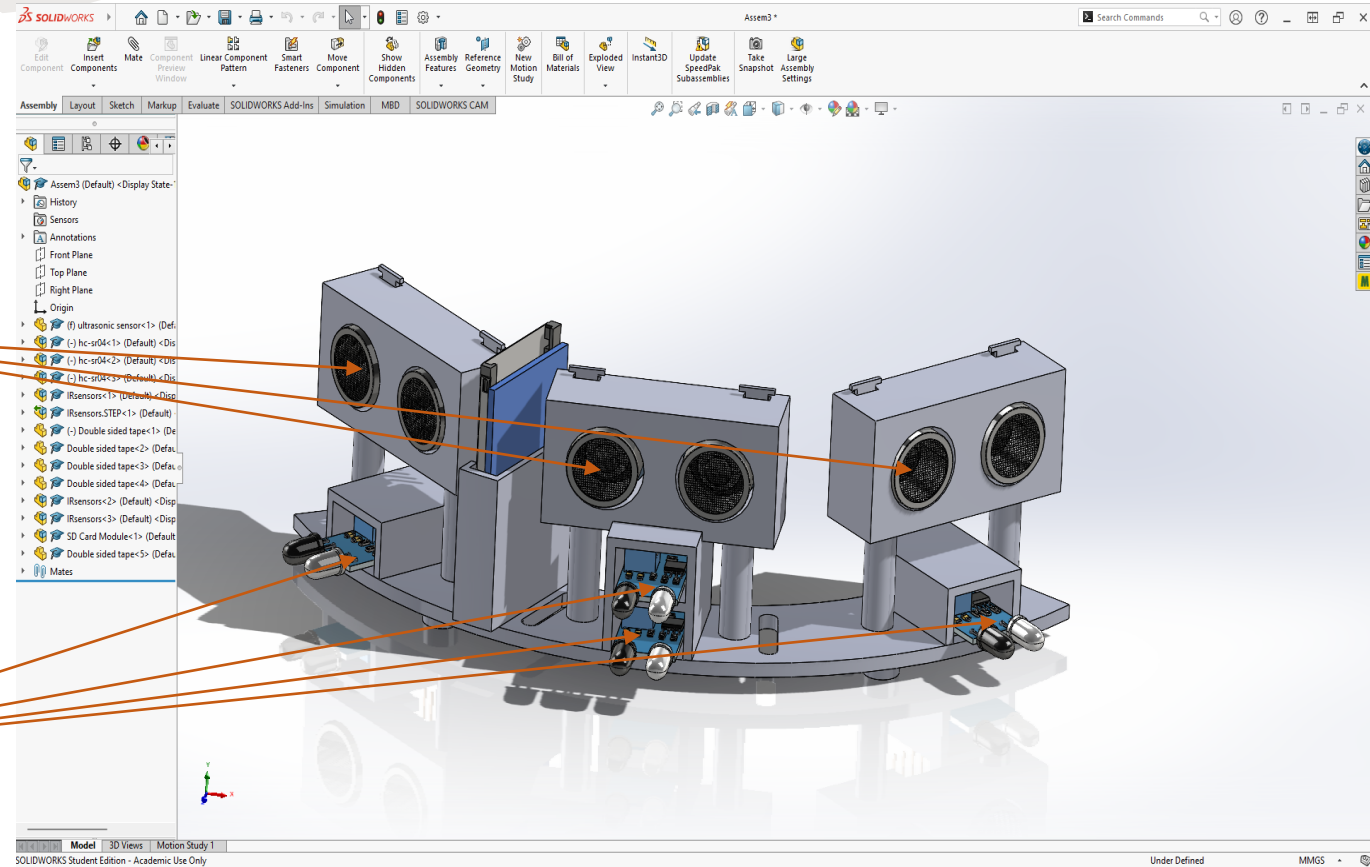 SOLIDWORKS
Assem3 *
Search Commands
Edit Component
Insert Components
Mate
Component Preview Window
Linear Component Pattern
Smart Fasteners
Move Component
Show Hidden Components
Assembly Features
Reference Geometry
New Motion Study
Bill of Materials
Exploded View
Instant3D
Update SpeedPak Subassemblies
Take Snapshot
Large Assembly Settings
Assembly Layout Sketch Markup Evaluate SOLIDWORKS Add-Ins Simulation MBD SOLIDWORKS CAM
Assem3 (Default) <Display State-
History
Sensors
Annotations
Front Plane
Top Plane
Right Plane
Origin
(f) ultrasonic sensor<1> (Def
(-) hc-sr04<1> (Default) <Dis
(-) hc-sr04<2> (Default) <Dis
(-) hc-sr04<3> (Default) <Dis
IRsensors<1> (Default) <Disp
IRsensors.STEP<1> (Default)
(-) Double sided tape<1> (De
Double sided tape<2> (Defau
Double sided tape<3> (Defau
Double sided tape<4> (Defau
IRsensors<2> (Default) <Disp
IRsensors<3> (Default) <Disp
SD Card Module<1> (Default
Double sided tape<5> (Defau
Mates
Y
X
Model 3D Views Motion Study 1
SOLIDWORKS Student Edition - Academic Use Only
Under Defined
MMGS